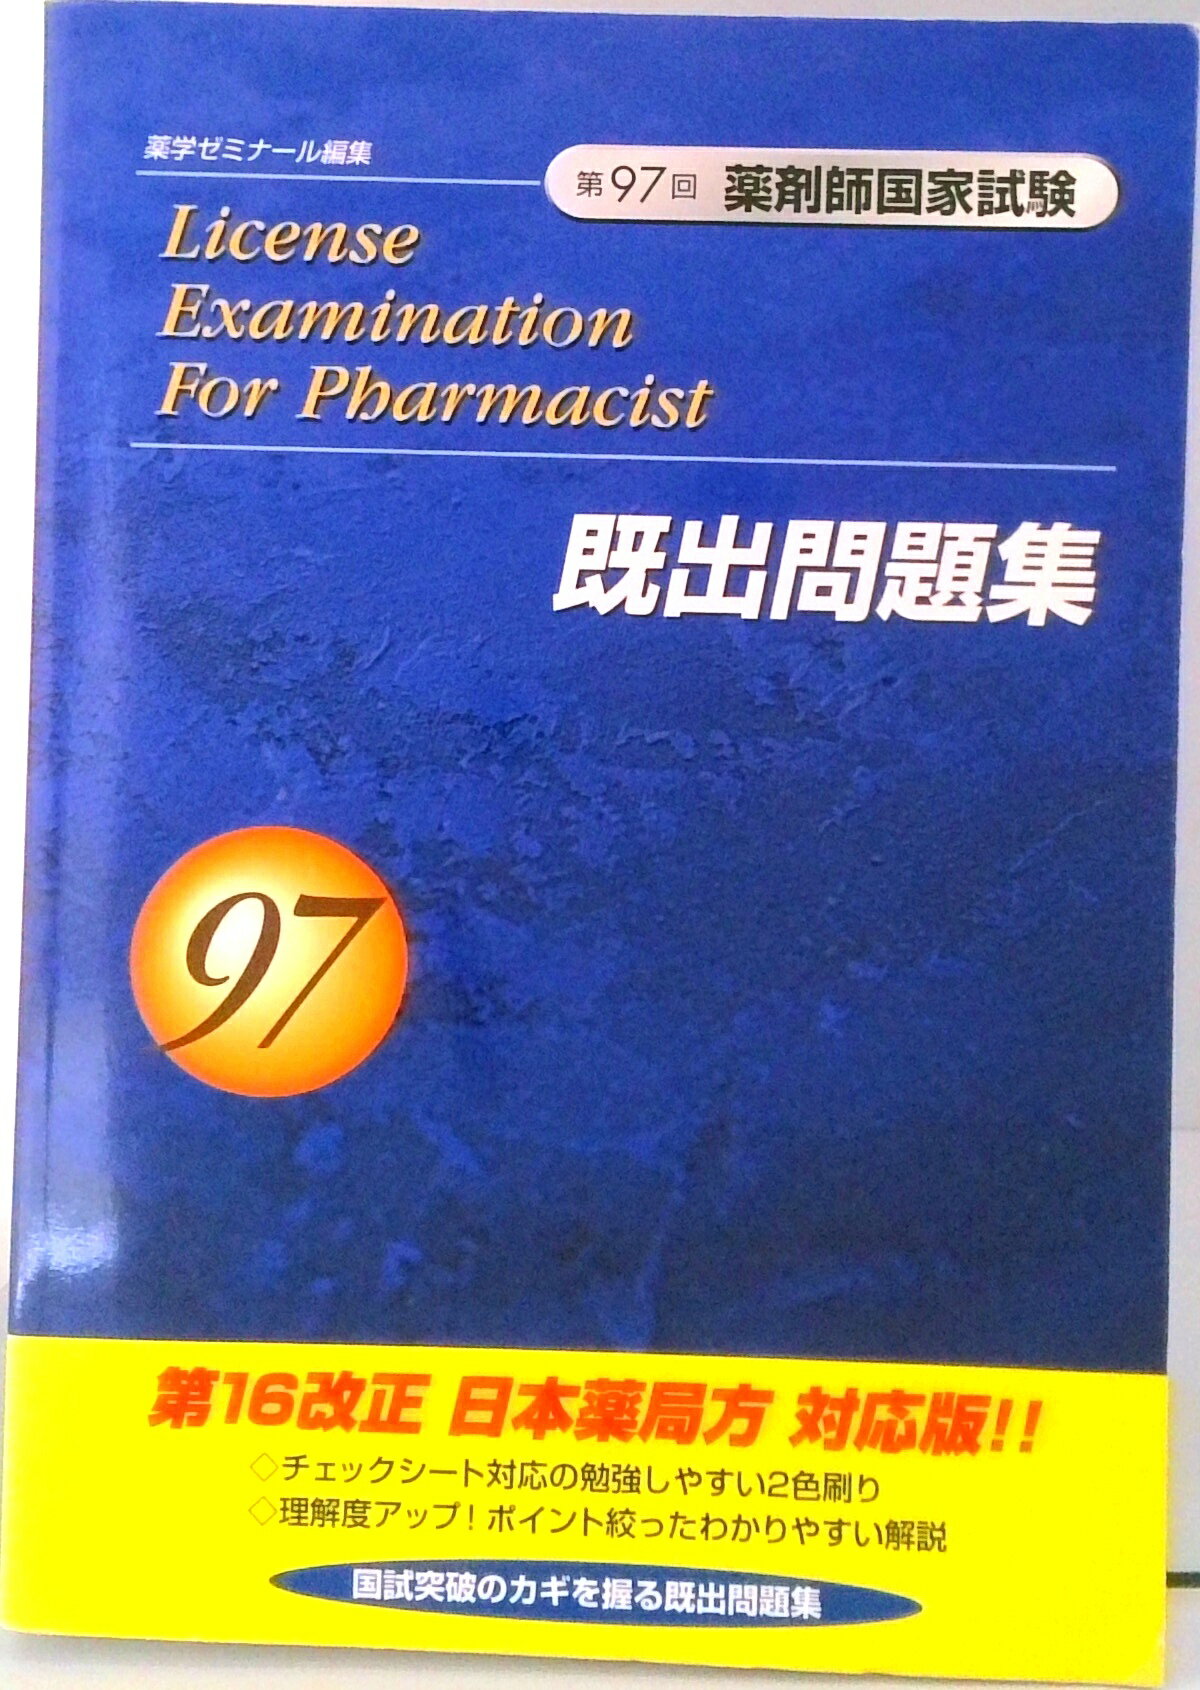 薬学ゼミナール編集
第97回 薬剤師国家試験
License
Examination
For Pharmacist
既出問題集
97
第16改正 日本薬局方 対応版!!
◇チェックシート対応の勉強しやすい2色刷り
◇理解度アップ!ポイント絞ったわかりやすい解説
国試突破のカギを握る既出問題集